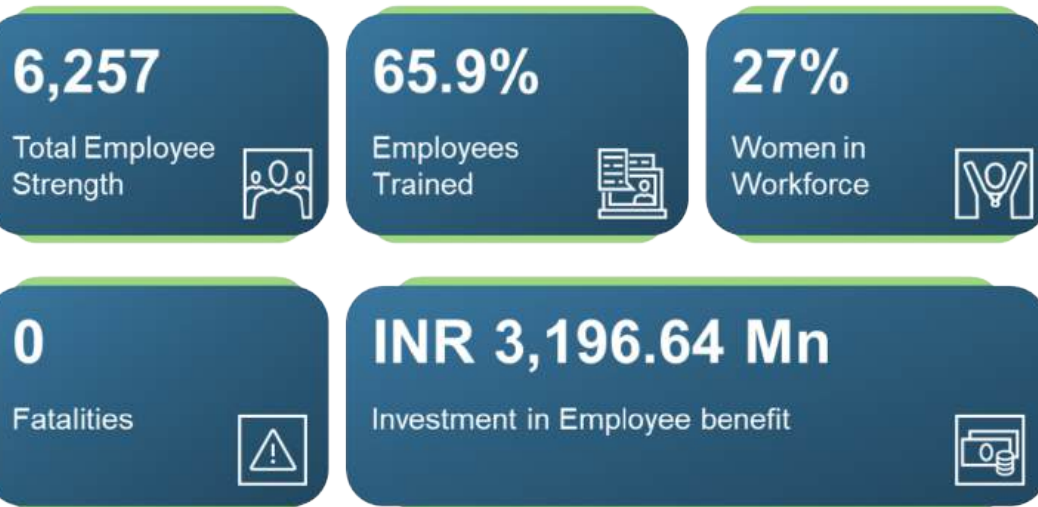 6,257
Total Employee
Strength
65.9%
Employees
Trained
27%
Women in
Workforce
0
Fatalities
INR 3,196.64 Mn
Investment in Employee benefit